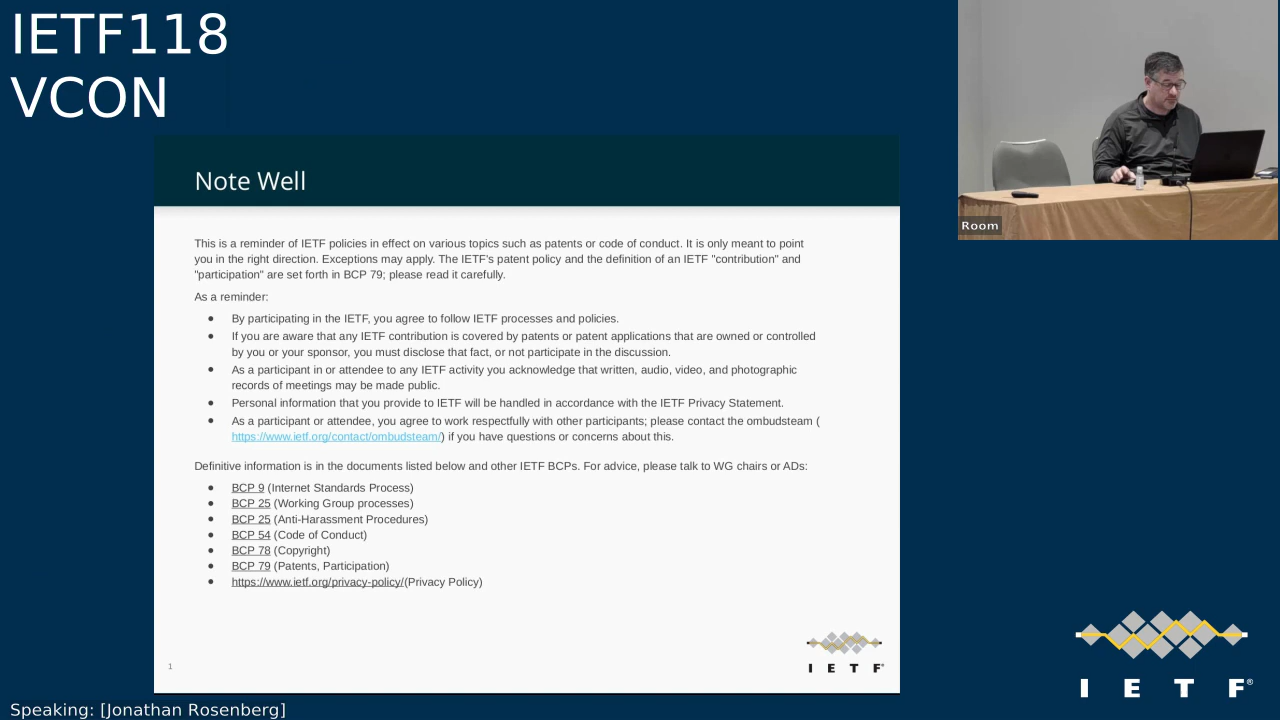 IETF118
VCON
Note Well
This is a reminder of IETF policies in effect on various topics such as patents or code of conduct. It is only meant to point
you in the right direction. Exceptions may apply. The IETF's patent policy and the definition of an IETF "contribution" and
"participation" are set forth in BCP 79; please read it carefully.
As a reminder:
● By participating in the IETF, you agree to follow IETF processes and policies.
● If you are aware that any IETF contribution is covered by patents or patent applications that are owned or controlled
by you or your sponsor, you must disclose that fact, or not participate in the discussion.
● As a participant in or attendee to any IETF activity you acknowledge that written, audio, video, and photographic
records of meetings may be made public.
● Personal information that you provide to IETF will be handled in accordance with the IETF Privacy Statement.
● As a participant or attendee, you agree to work respectfully with other participants; please contact the ombudsteam (
https://www.ietf.org/contact/ombudsteam/) if you have questions or concerns about this.
Definitive information is in the documents listed below and other IETF BCPs. For advice, please talk to WG chairs or ADs:
● BCP 9 (Internet Standards Process)
● BCP 25 (Working Group processes)
● BCP 25 (Anti-Harassment Procedures)
● BCP 54 (Code of Conduct)
● BCP 78 (Copyright)
● BCP 79 (Patents, Participation)
● https://www.ietf.org/privacy-policy/(Privacy Policy)
1
I E T F®
Room
I E T F®
Speaking: [Jonathan Rosenberg]